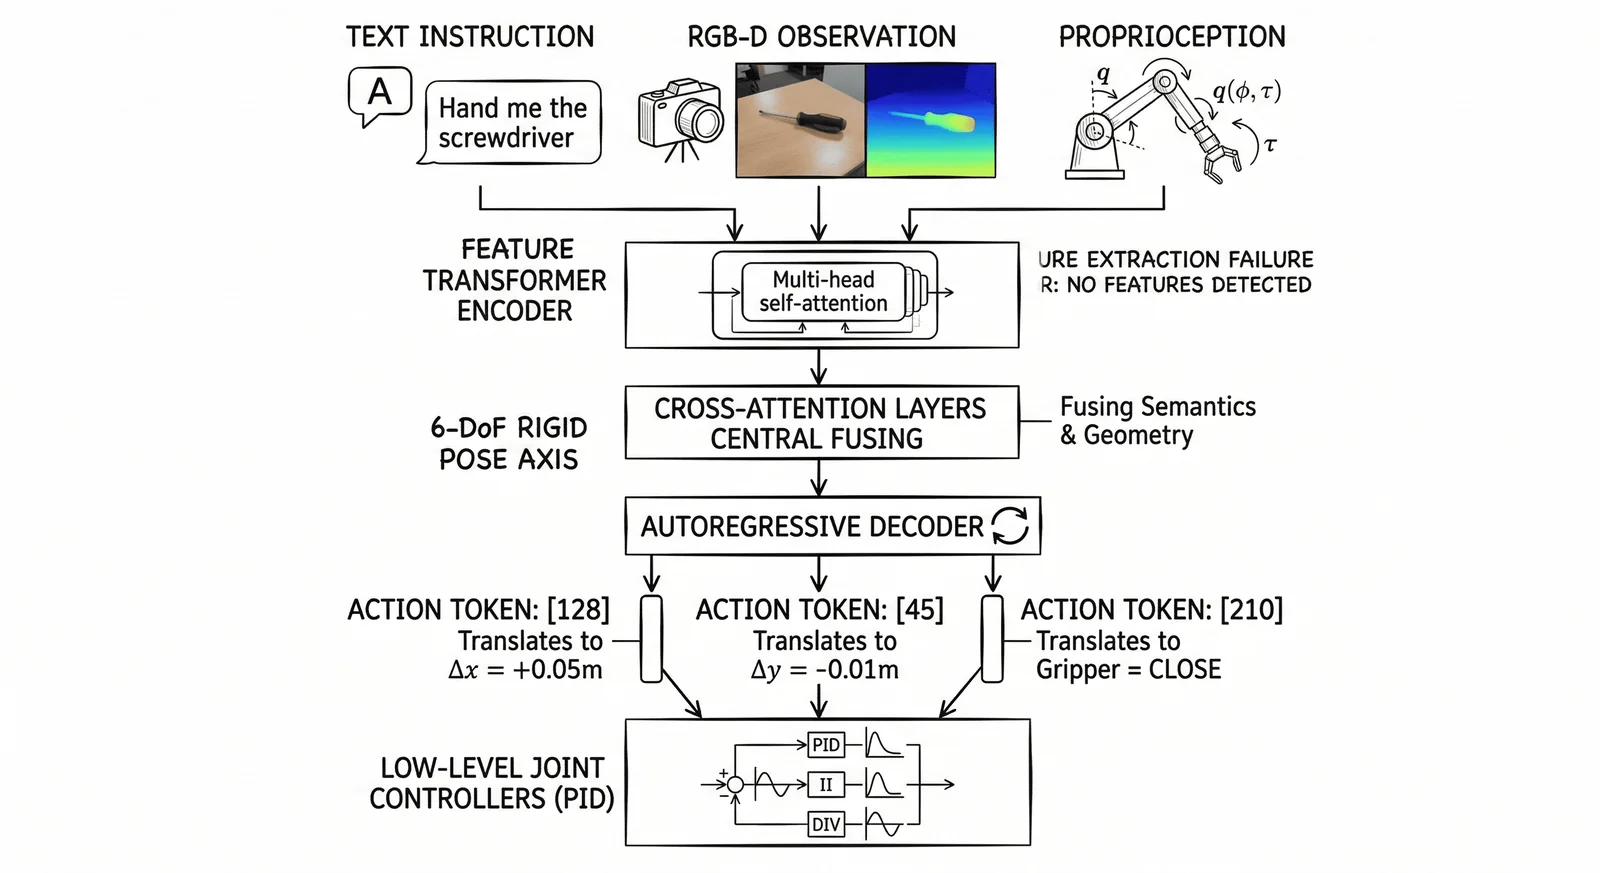 TEXT INSTRUCTION
RGB-D OBSERVATION
PROPRIOCEPTION
A
Hand me the
screwdriver
q
q(ϕ, τ)
τ
FEATURE
TRANSFORMER
ENCODER
Multi-head
self-attention
URE EXTRACTION FAILURE
R: NO FEATURES DETECTED
6-DoF RIGID
POSE AXIS
CROSS-ATTENTION LAYERS
CENTRAL FUSING
Fusing Semantics
& Geometry
AUTOREGRESSIVE DECODER
ACTION TOKEN: [128]
Translates to
Δx = +0.05m
ACTION TOKEN: [45]
Translates to
Δy = -0.01m
ACTION TOKEN: [210]
Translates to
Gripper = CLOSE
LOW-LEVEL JOINT
CONTROLLERS (PID)
+
−
PID
II
DIV